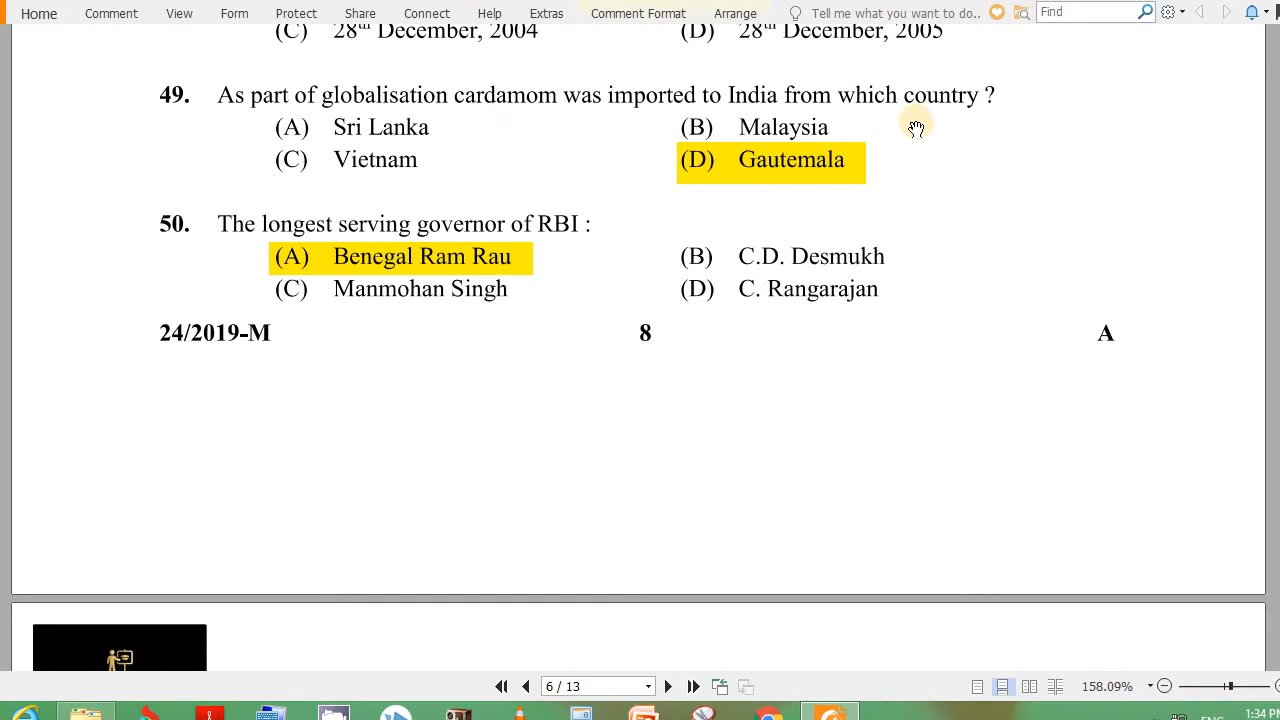 Home Comment View Form Protect Share Connect Help Extras Comment Format Arrange Tell me what you want to do.. Find
(C) 28th December, 2004 (D) 28th December, 2005
49. As part of globalisation cardamom was imported to India from which country ?
(A) Sri Lanka (B) Malaysia
(C) Vietnam (D) Gautemala
50. The longest serving governor of RBI :
(A) Benegal Ram Rau (B) C.D. Desmukh
(C) Manmohan Singh (D) C. Rangarajan
24/2019-M 8 A
6 / 13 158.09%
ENG 1:34 PM